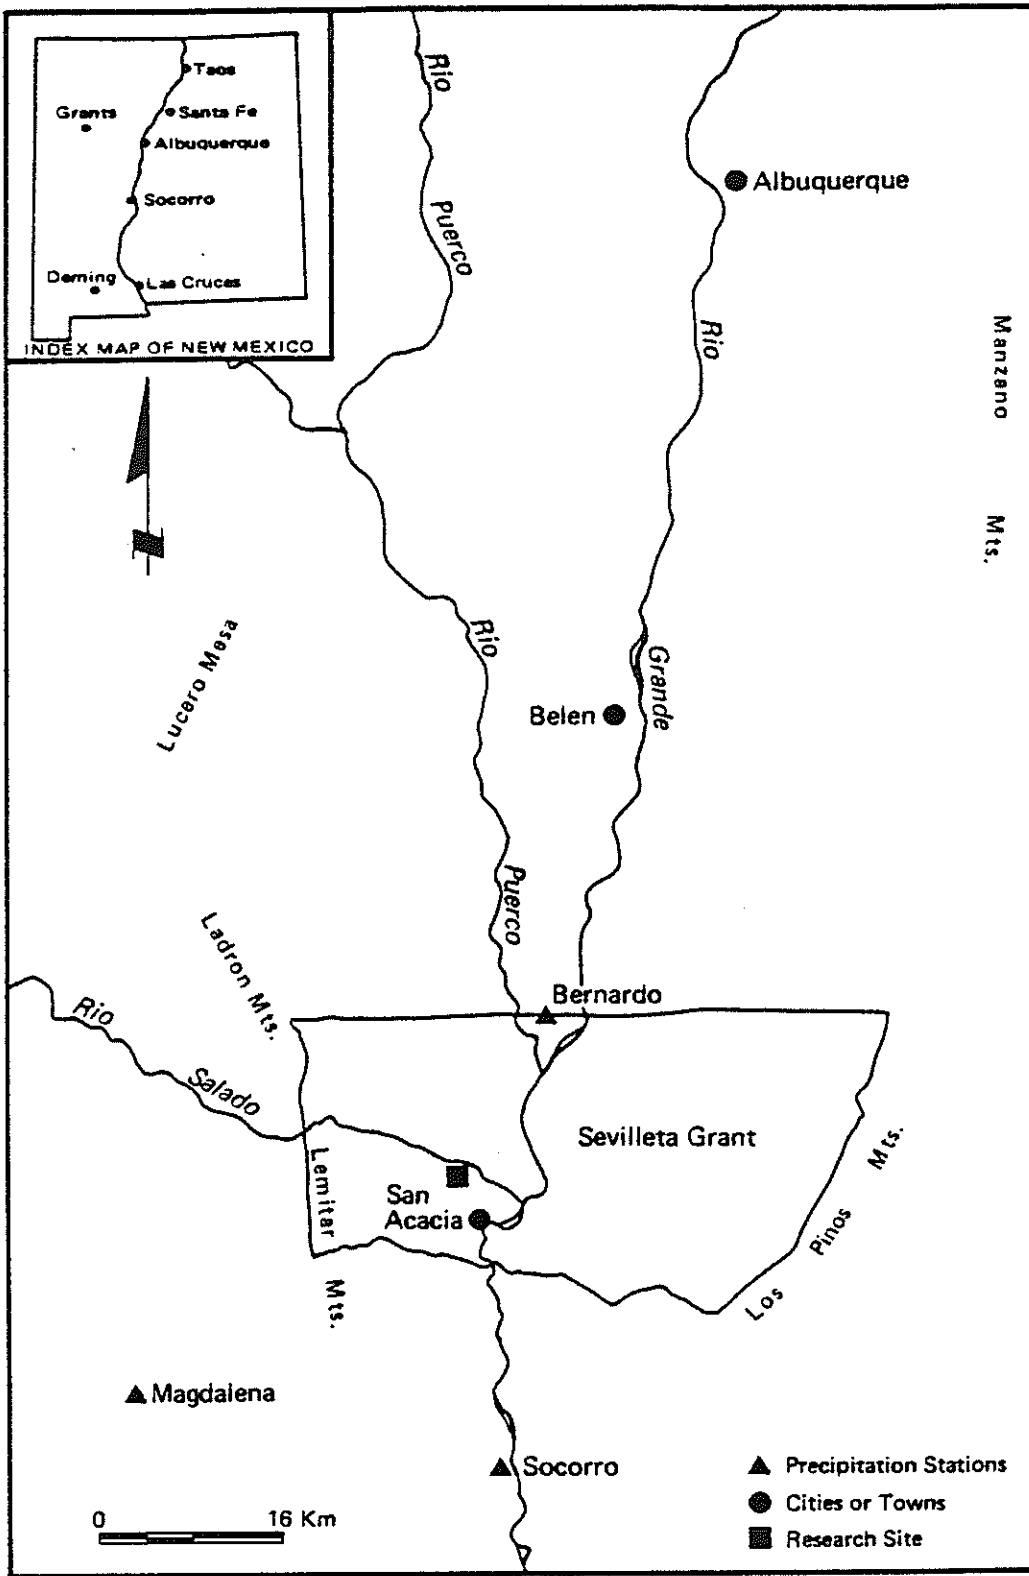 Taos
Grants
Santa Fe
Albuquerque
Socorro
Deming
Las Cruces
INDEX MAP OF NEW MEXICO
Rio
Puerco
Albuquerque
Rio
Manzano
Mts.
Rio
Grande
Lucero Mesa
Belen
Puerco
Ladron Mts.
Bernardo
Rio
Salado
Sevilleta Grant
Lemitar
Mts.
San
Acacia
Los
Pinos
Mts.
Magdalena
Socorro
Precipitation Stations
Cities or Towns
Research Site
0
16 Km